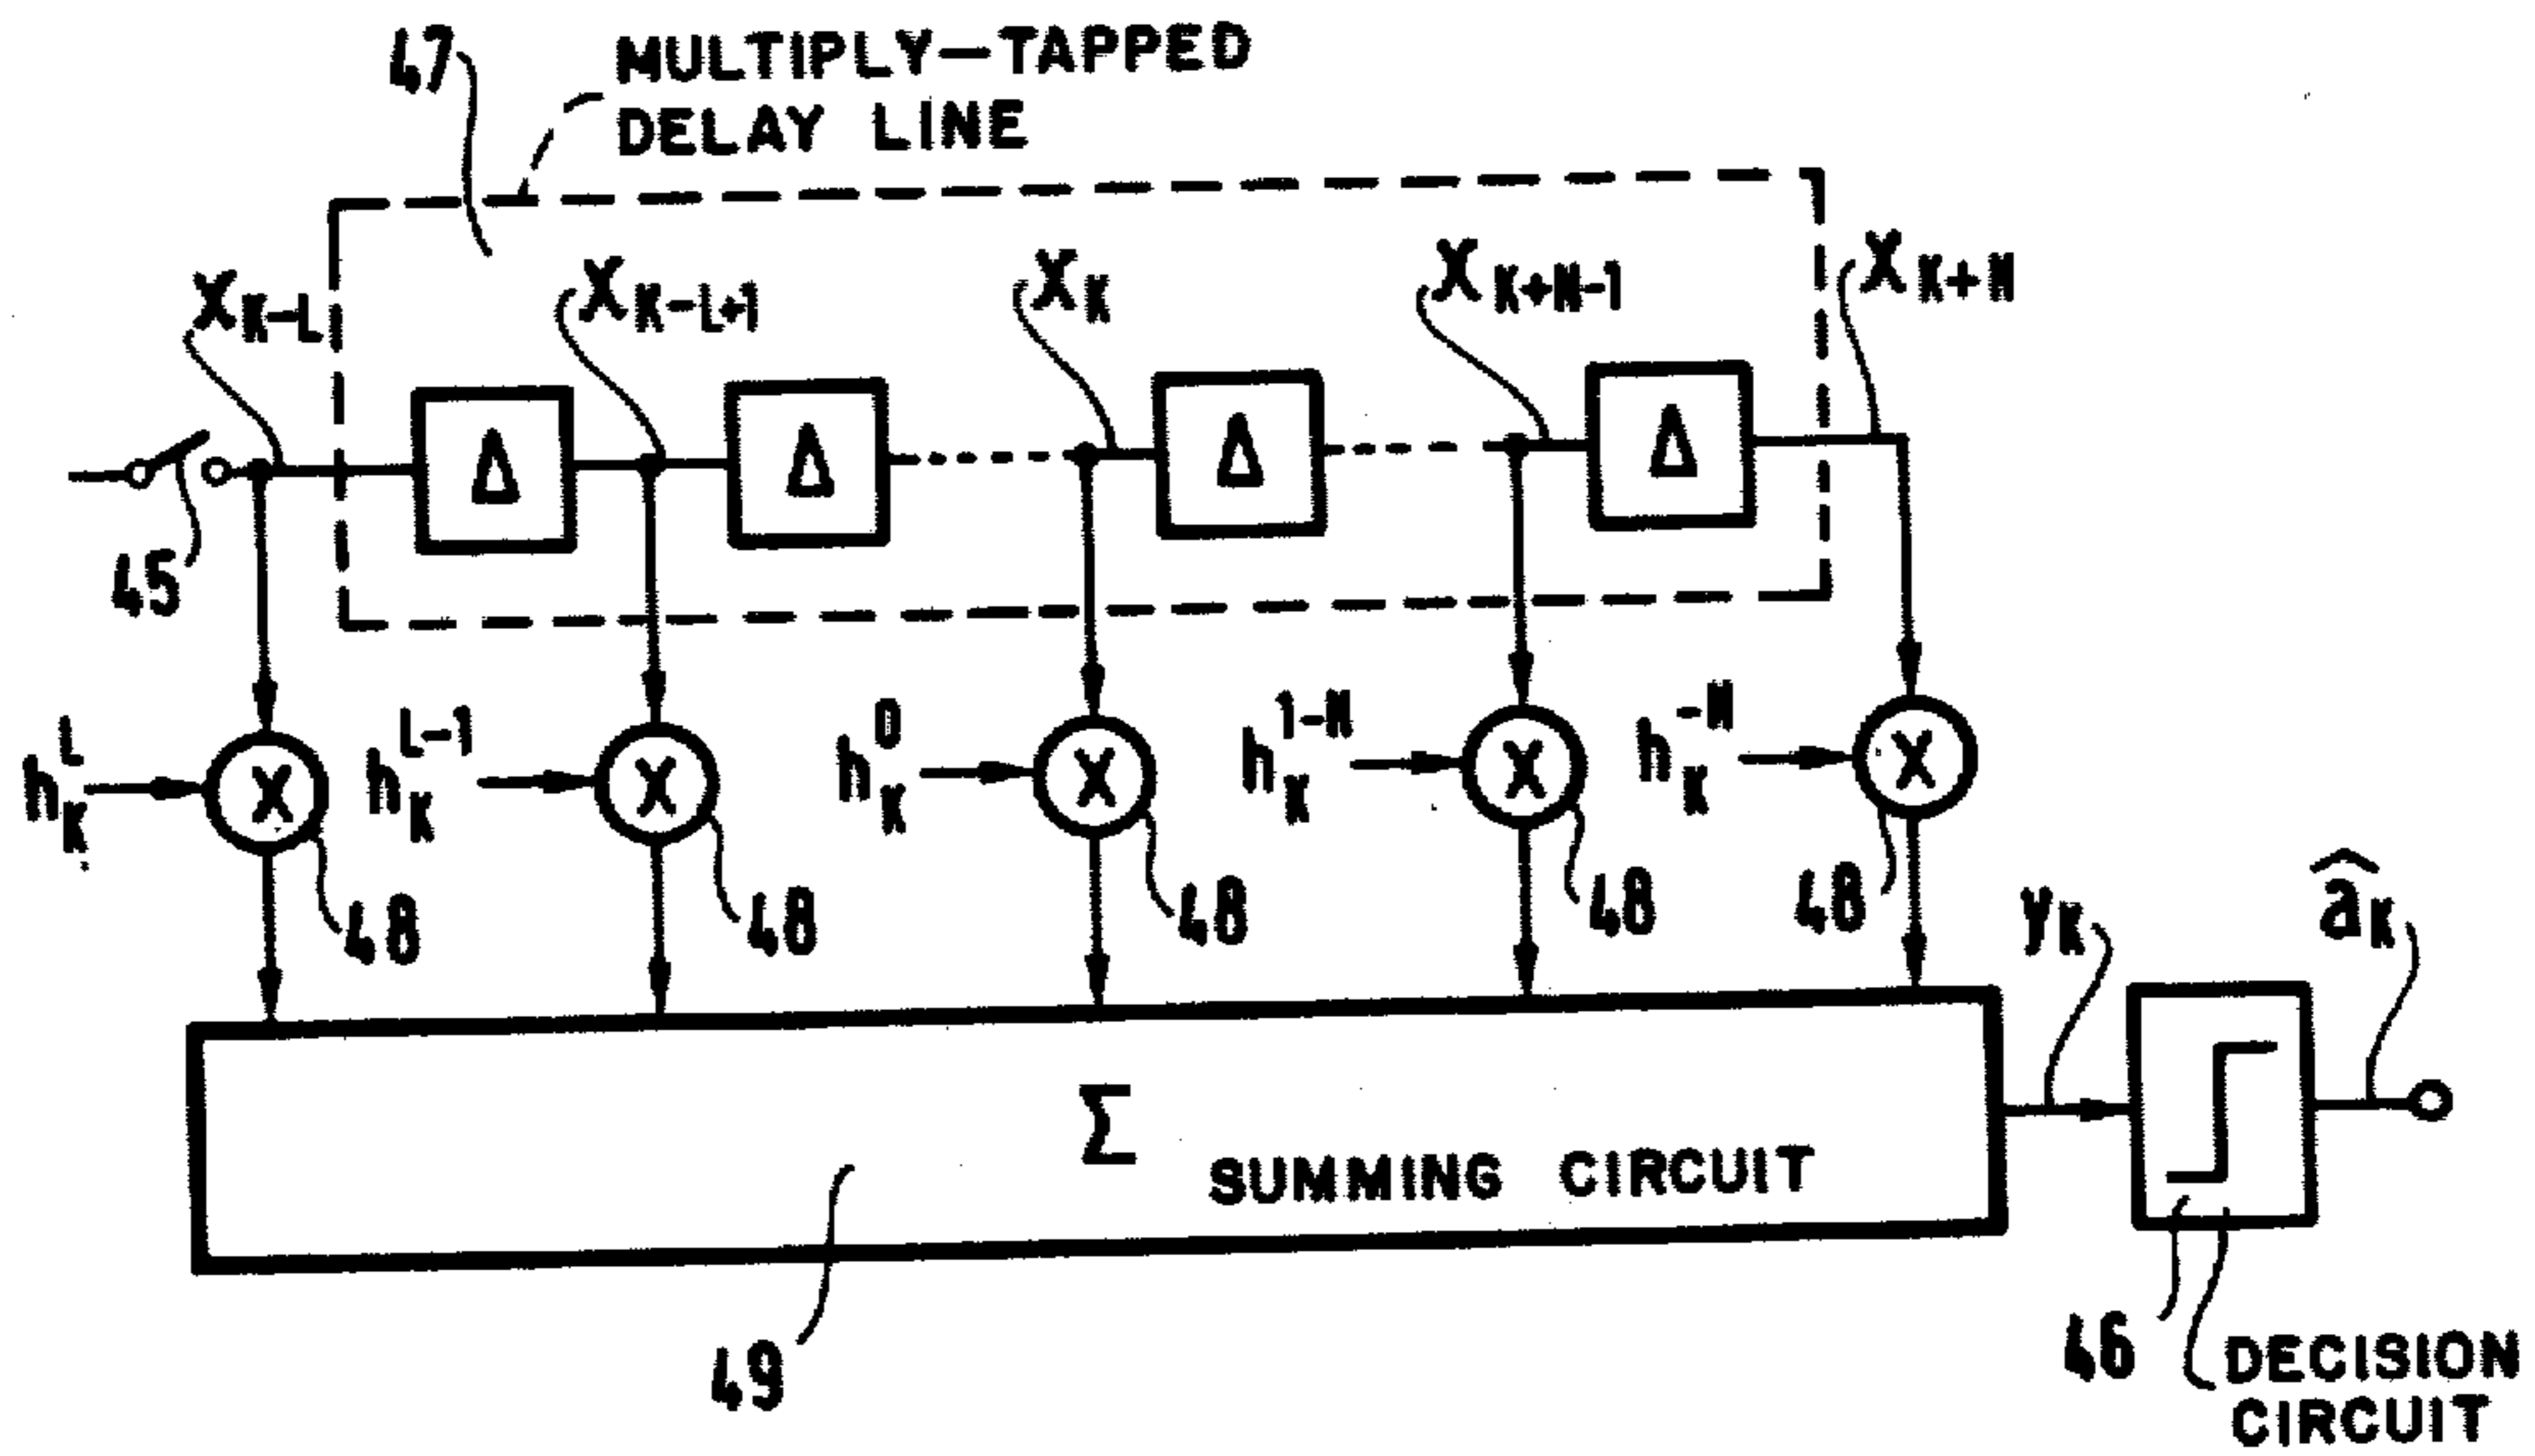 47
MULTIPLY-TAPPED
DELAY LINE
X K-L
X K-L+1
X K
X K+N-1
X K+N
Δ Δ Δ Δ
45
h K L
h K L-1
h K 0
h K 1-N
h K -N
X X X X X
48 48 48 48 48
y K
â K
Σ
SUMMING CIRCUIT
49
46
DECISION
CIRCUIT